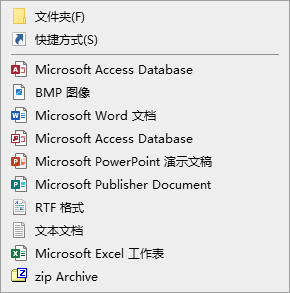 文件夹(F)
快捷方式(S)
Microsoft Access Database
BMP 图像
Microsoft Word 文档
Microsoft Access Database
Microsoft PowerPoint 演示文稿
Microsoft Publisher Document
RTF 格式
文本文档
Microsoft Excel 工作表
zip Archive